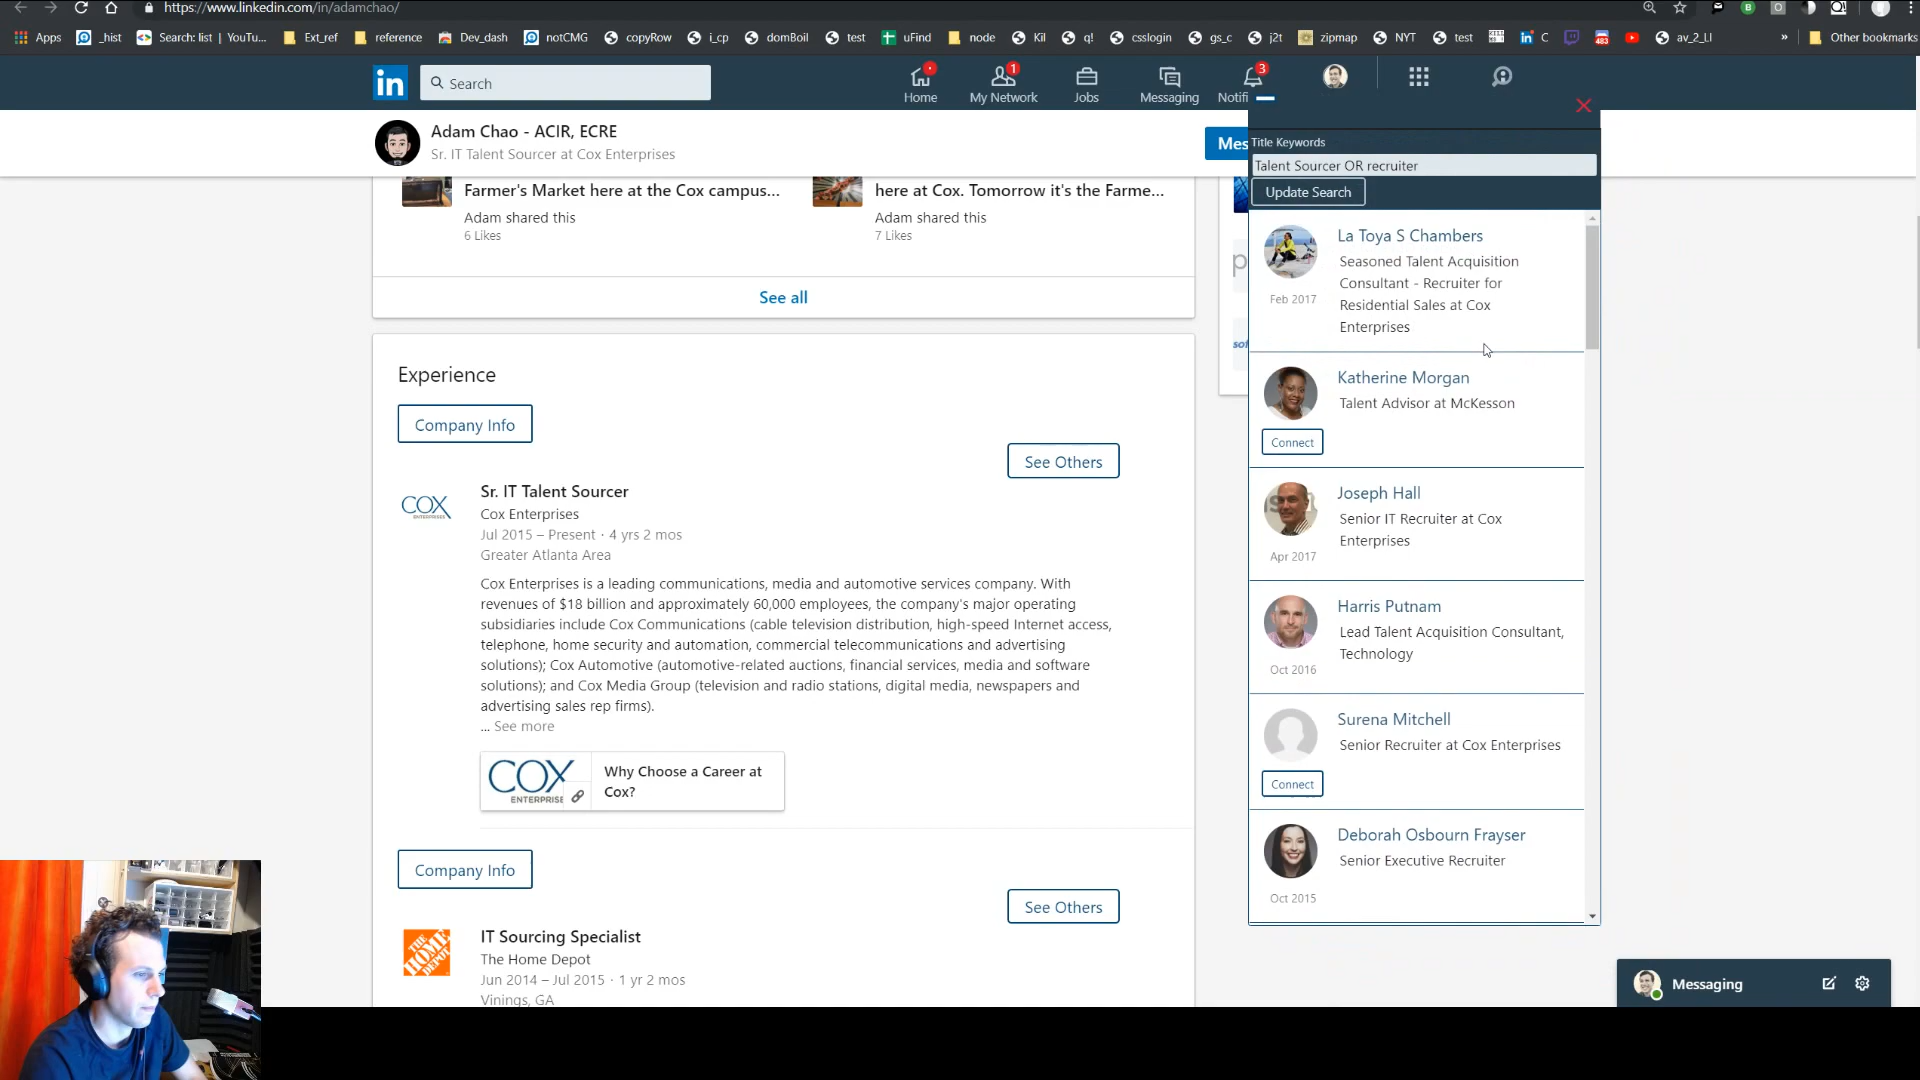 https://www.linkedin.com/in/adamchao/
Apps
_hist
Search: list | YouTu...
Ext_ref
reference
Dev_dash
notCMG
copyRow
i_cp
domBoil
test
uFind
node
Kil
q!
csslogin
gs_c
j2t
zipmap
NYT
test
C
483
av_2_LI
»
Other bookmarks
in
Search
Home
1
My Network
Jobs
Messaging
3
Notifi
Adam Chao - ACIR, ECRE
Sr. IT Talent Sourcer at Cox Enterprises
Mes
Title Keywords
Talent Sourcer OR recruiter
Update Search
Farmer's Market here at the Cox campus...
Adam shared this
6 Likes
here at Cox. Tomorrow it's the Farme...
Adam shared this
7 Likes
See all
Experience
Company Info
See Others
COX
ENTERPRISES
Sr. IT Talent Sourcer
Cox Enterprises
Jul 2015 – Present · 4 yrs 2 mos
Greater Atlanta Area
Cox Enterprises is a leading communications, media and automotive services company. With
revenues of $18 billion and approximately 60,000 employees, the company's major operating
subsidiaries include Cox Communications (cable television distribution, high-speed Internet access,
telephone, home security and automation, commercial telecommunications and advertising
solutions); Cox Automotive (automotive-related auctions, financial services, media and software
solutions); and Cox Media Group (television and radio stations, digital media, newspapers and
advertising sales rep firms).
... See more
COX
ENTERPRISE
Why Choose a Career at
Cox?
Company Info
See Others
THE HOME DEPOT
IT Sourcing Specialist
The Home Depot
Jun 2014 – Jul 2015 · 1 yr 2 mos
Vinings, GA
La Toya S Chambers
Seasoned Talent Acquisition
Consultant - Recruiter for
Residential Sales at Cox
Enterprises
Feb 2017
Katherine Morgan
Talent Advisor at McKesson
Connect
Joseph Hall
Senior IT Recruiter at Cox
Enterprises
Apr 2017
Harris Putnam
Lead Talent Acquisition Consultant,
Technology
Oct 2016
Surena Mitchell
Senior Recruiter at Cox Enterprises
Connect
Deborah Osbourn Frayser
Senior Executive Recruiter
Oct 2015
Messaging